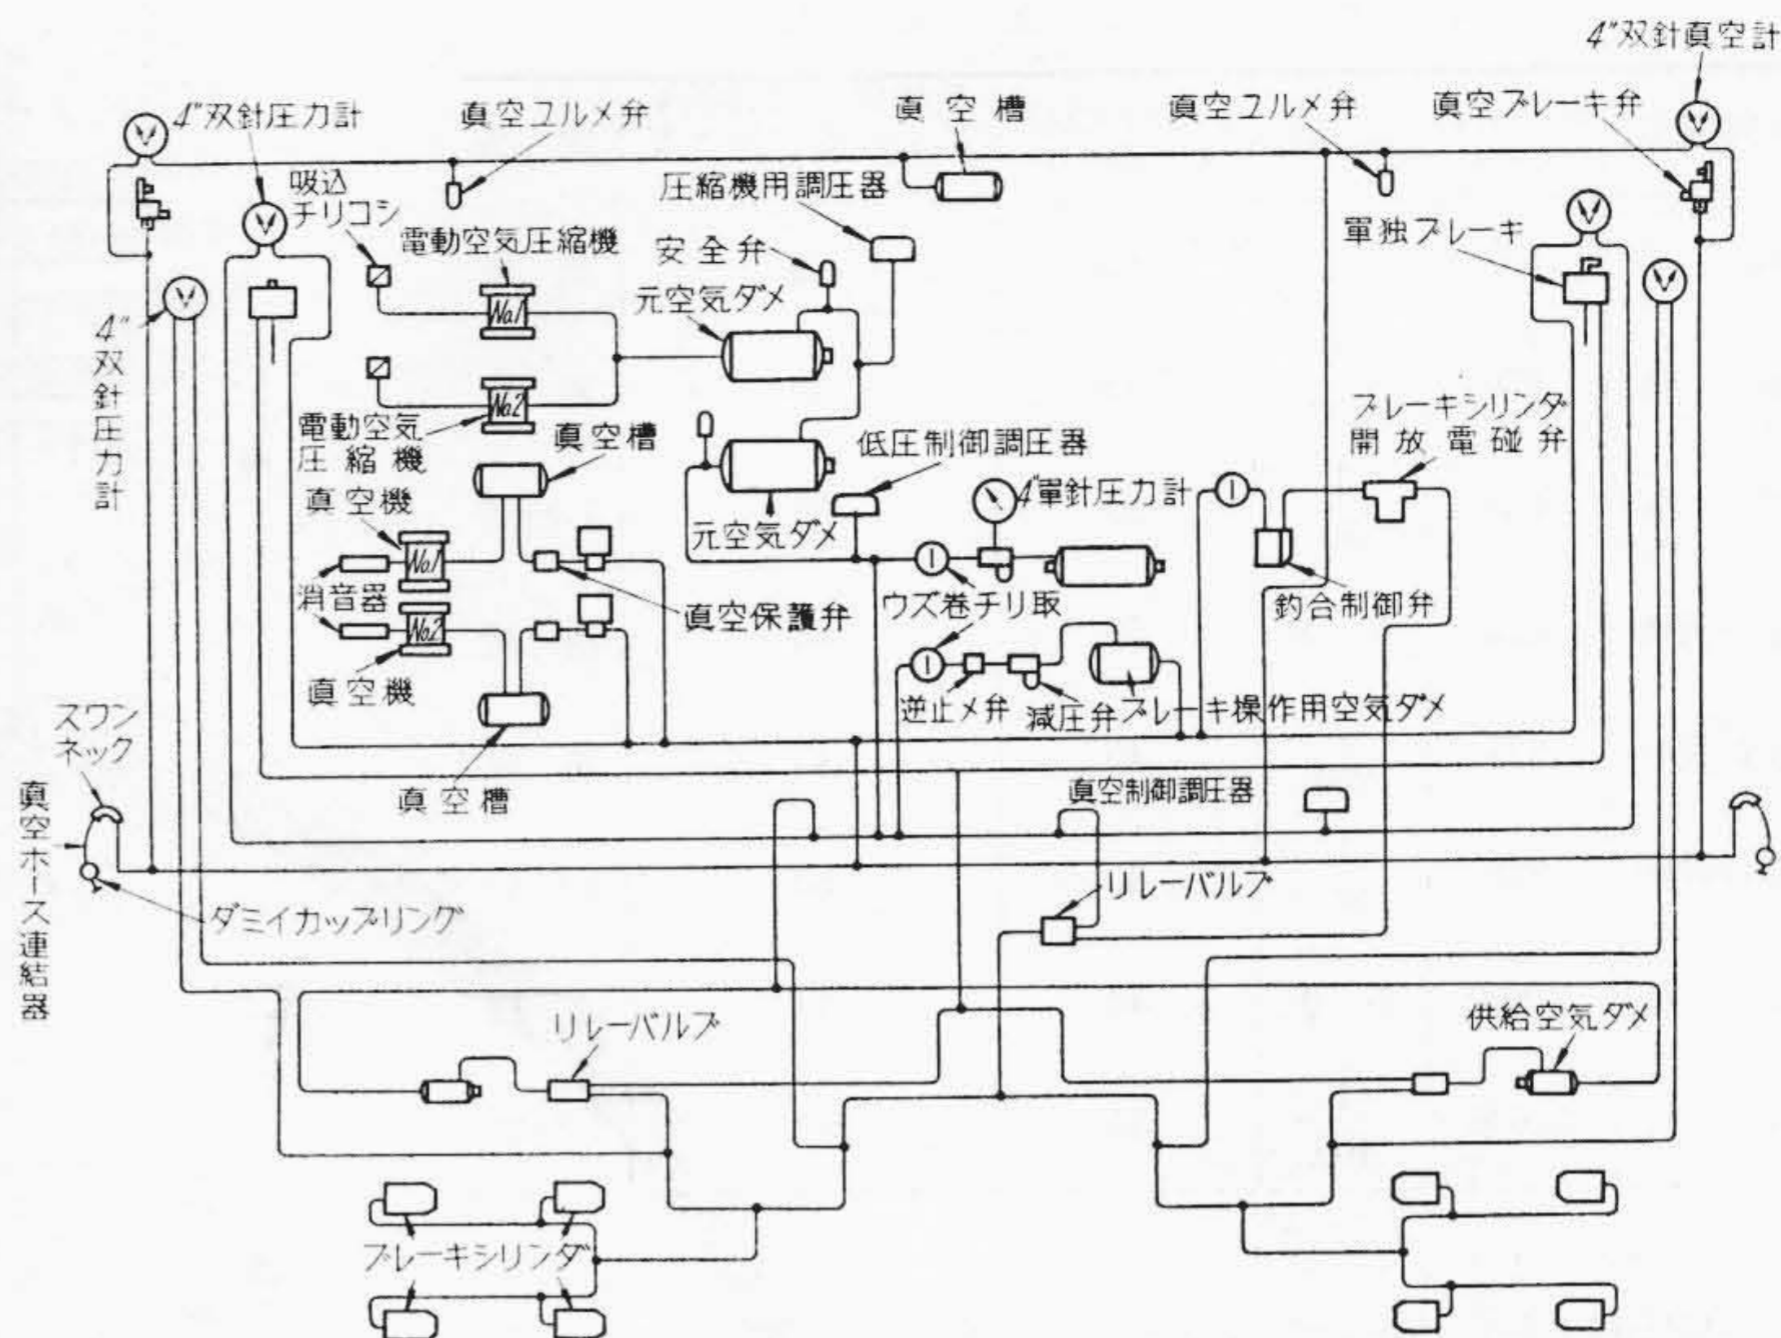 4"双針真空計
4"双針圧力計
真空ユルメ弁
真空槽
真空ユルメ弁
真空ブレーキ弁
吸込
チリコシ
圧縮機用調圧器
電動空気圧縮機
安全弁
単独ブレーキ
元空気ダメ
No.1
4"双針圧力計
No.2
電動空気
圧縮機
真空槽
低圧制御調圧器
ブレーキシリンダ
開放電磁弁
真空機
元空気ダメ
4"単針圧力計
No.1
消音器
真空保護弁
ウズ巻チリ取
釣合制御弁
No.2
真空機
逆止メ弁
減圧弁
ブレーキ操作用空気ダメ
スワン
ネック
真空槽
真空制御調圧器
真空ホース連結器
ダミイカップリング
リレーバルブ
リレーバルブ
供給空気ダメ
ブレーキシリンダ